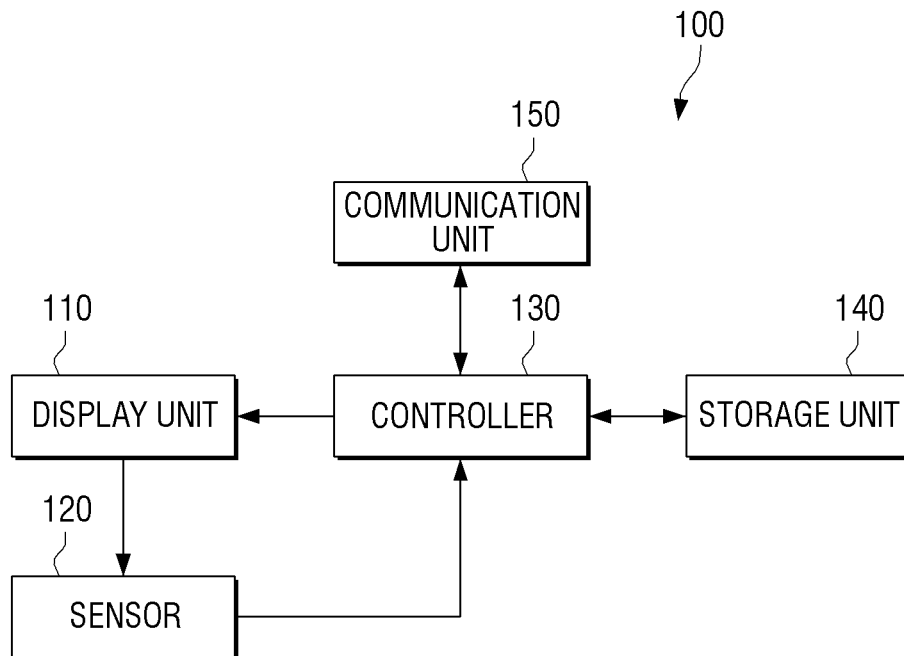 100
150
COMMUNICATION
UNIT
110
130
140
DISPLAY UNIT
CONTROLLER
STORAGE UNIT
120
SENSOR